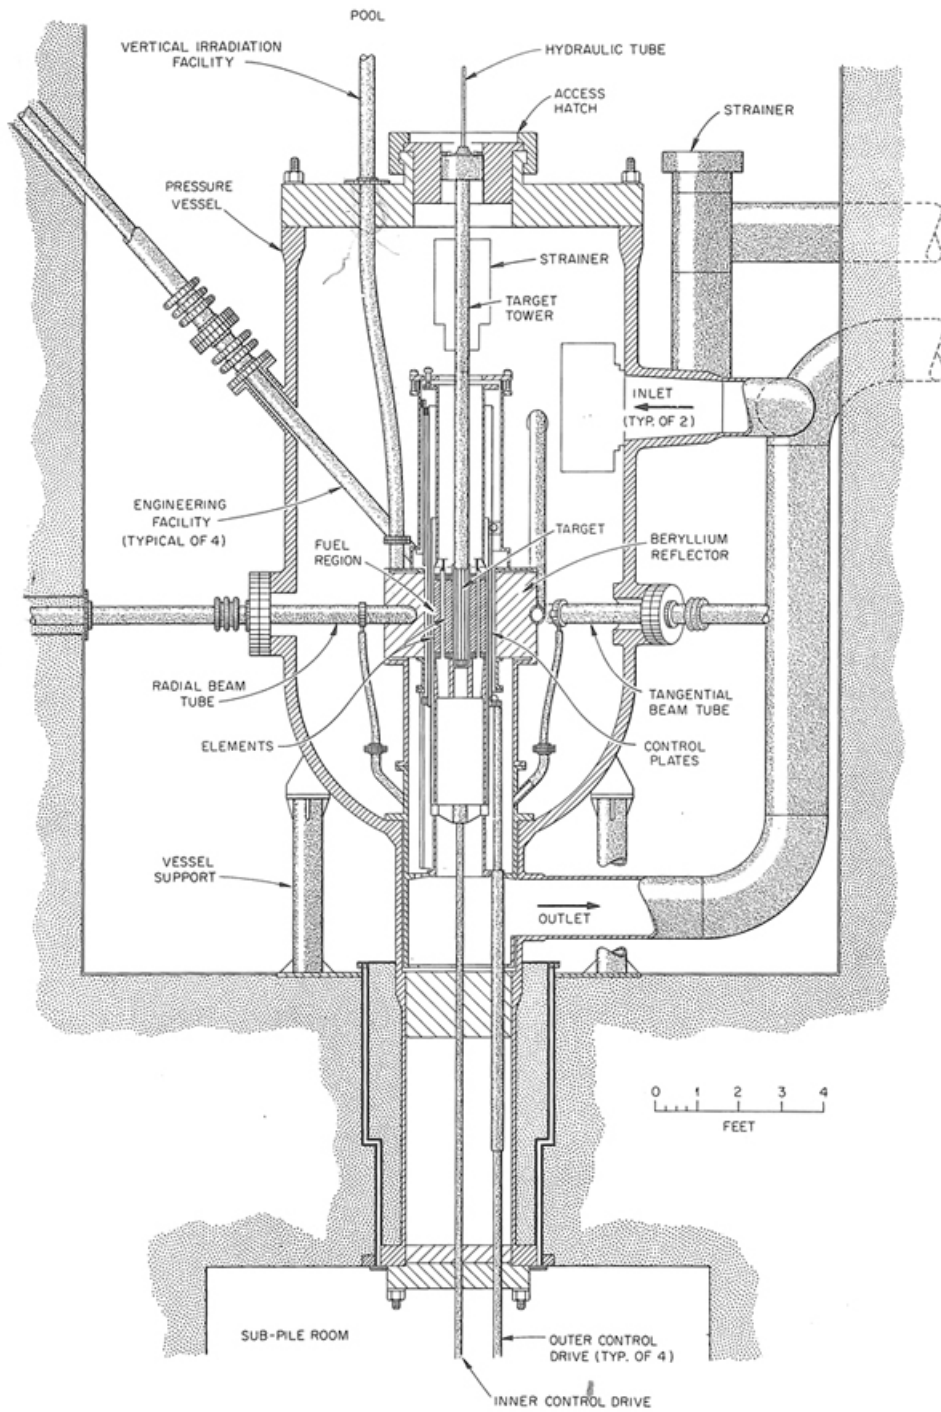 POOL
VERTICAL IRRADIATION
FACILITY
HYDRAULIC TUBE
ACCESS
HATCH
STRAINER
PRESSURE
VESSEL
STRAINER
TARGET
TOWER
INLET
(TYP. OF 2)
ENGINEERING
FACILITY
(TYPICAL OF 4)
FUEL
REGION
TARGET
BERYLLIUM
REFLECTOR
RADIAL BEAM
TUBE
TANGENTIAL
BEAM TUBE
ELEMENTS
CONTROL
PLATES
VESSEL
SUPPORT
OUTLET
0 1 2 3 4
FEET
SUB-PILE ROOM
OUTER CONTROL
DRIVE (TYP. OF 4)
INNER CONTROL DRIVE